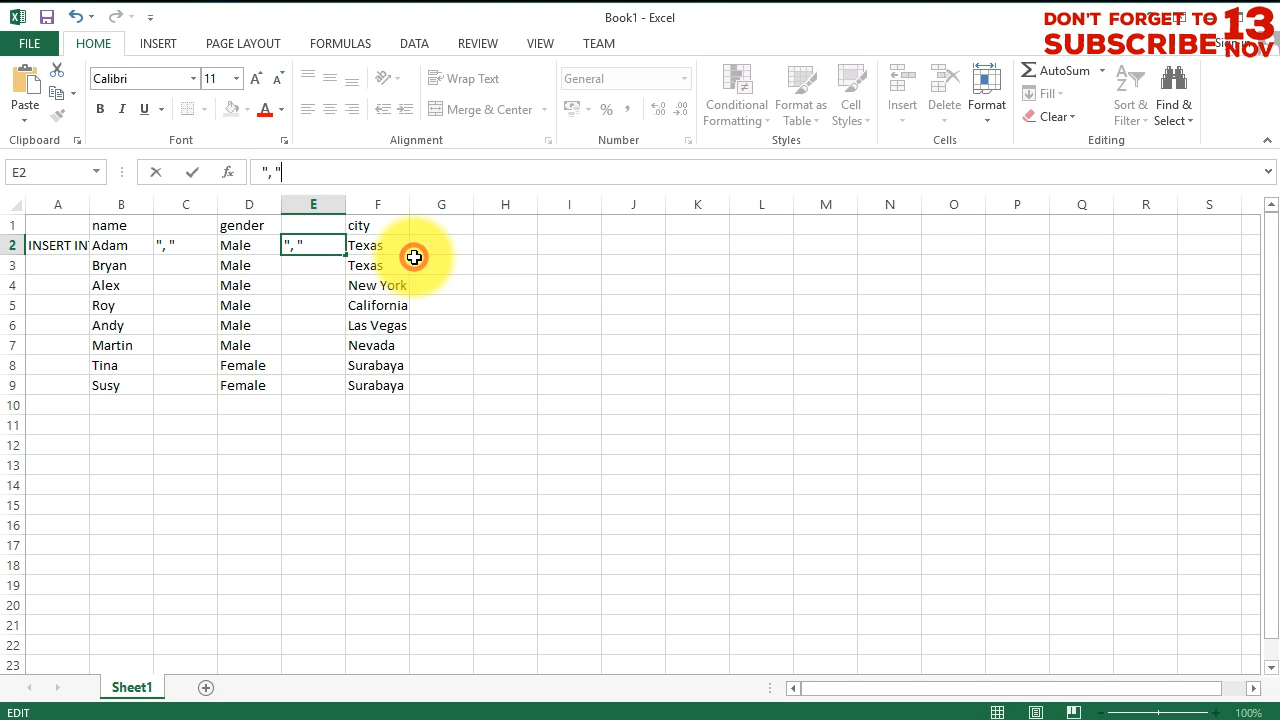 Book1 - Excel
DON'T FORGET TO
SUBSCRIBE
13
NOV
FILE HOME INSERT PAGE LAYOUT FORMULAS DATA REVIEW VIEW TEAM
Paste
Calibri 11
B I U A
Wrap Text
Merge & Center
General
%
Conditional Formatting
Format as Table
Cell Styles
Insert
Delete
Format
AutoSum
Fill
Clear
Sort & Filter
Find & Select
Clipboard Font Alignment Number Styles Cells Editing
E2 fx ", "
A B C D E F G H I J K L M N O P Q R S
1 name gender city
2 INSERT IN Adam ", " Male ", " Texas
3 Bryan Male Texas
4 Alex Male New York
5 Roy Male California
6 Andy Male Las Vegas
7 Martin Male Nevada
8 Tina Female Surabaya
9 Susy Female Surabaya
10
11
12
13
14
15
16
17
18
19
20
21
22
23
Sheet1
EDIT 100%